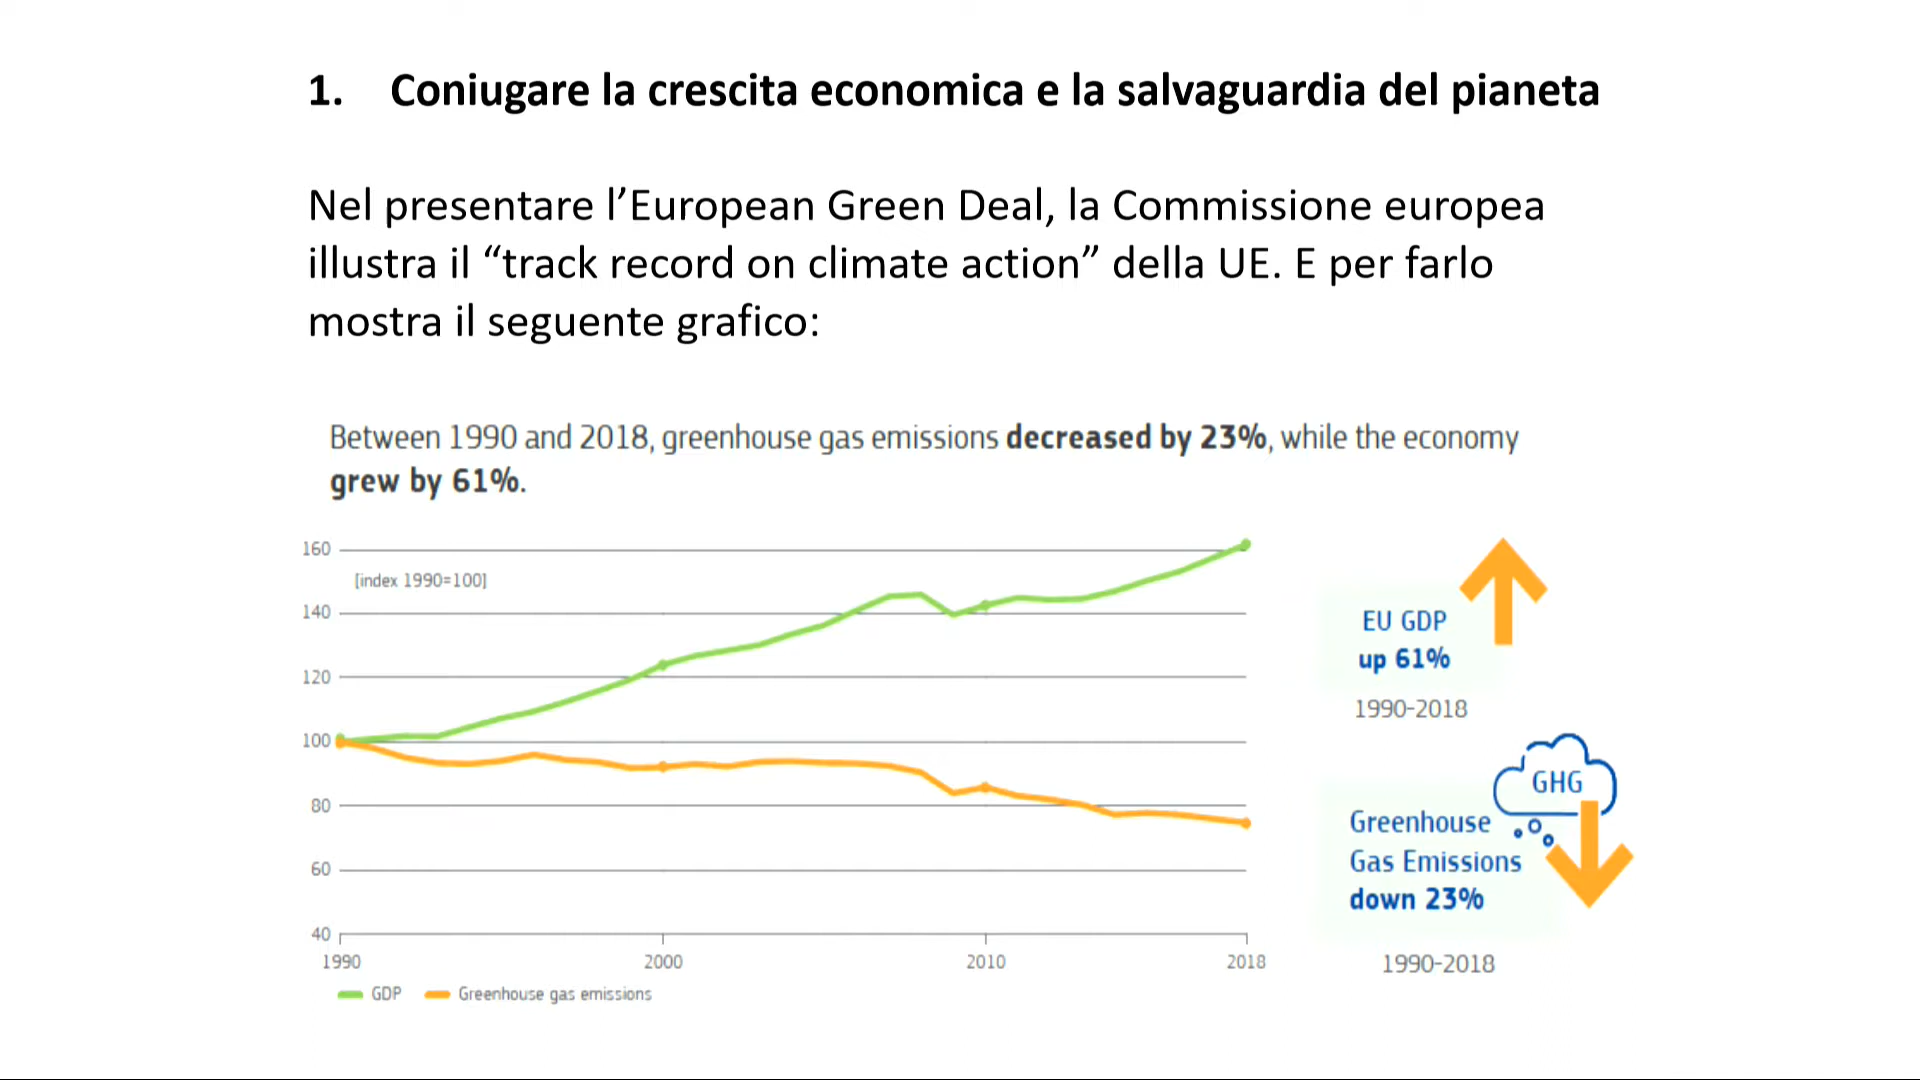 1. Coniugare la crescita economica e la salvaguardia del pianeta
Nel presentare l’European Green Deal, la Commissione europea
illustra il “track record on climate action” della UE. E per farlo
mostra il seguente grafico:
Between 1990 and 2018, greenhouse gas emissions decreased by 23%, while the economy
grew by 61%.
160
[index 1990=100]
140
120
100
80
60
40
1990 2000 2010 2018
GDP Greenhouse gas emissions
EU GDP
up 61%
1990-2018
GHG
Greenhouse
Gas Emissions
down 23%
1990-2018